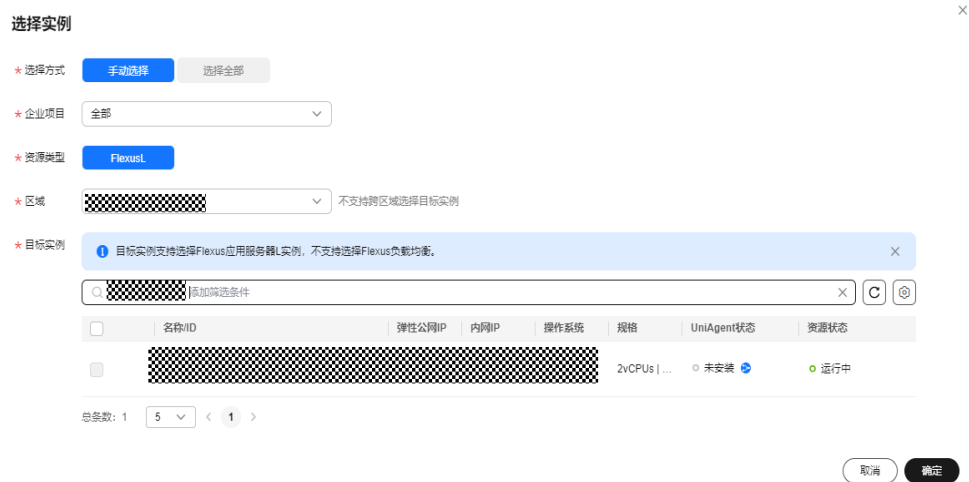 选择实例
* 选择方式 手动选择 选择全部
* 企业项目 全部
* 资源类型 FlexusL
* 区域 不支持跨区域选择目标实例
* 目标实例 目标实例支持选择Flexus应用服务器L实例，不支持选择Flexus负载均衡。
添加筛选条件
名称/ID 弹性公网IP 内网IP 操作系统 规格 UniAgent状态 资源状态
2vCPUs | ... 未安装 运行中
总条数: 1 5 < 1 >
取消 确定